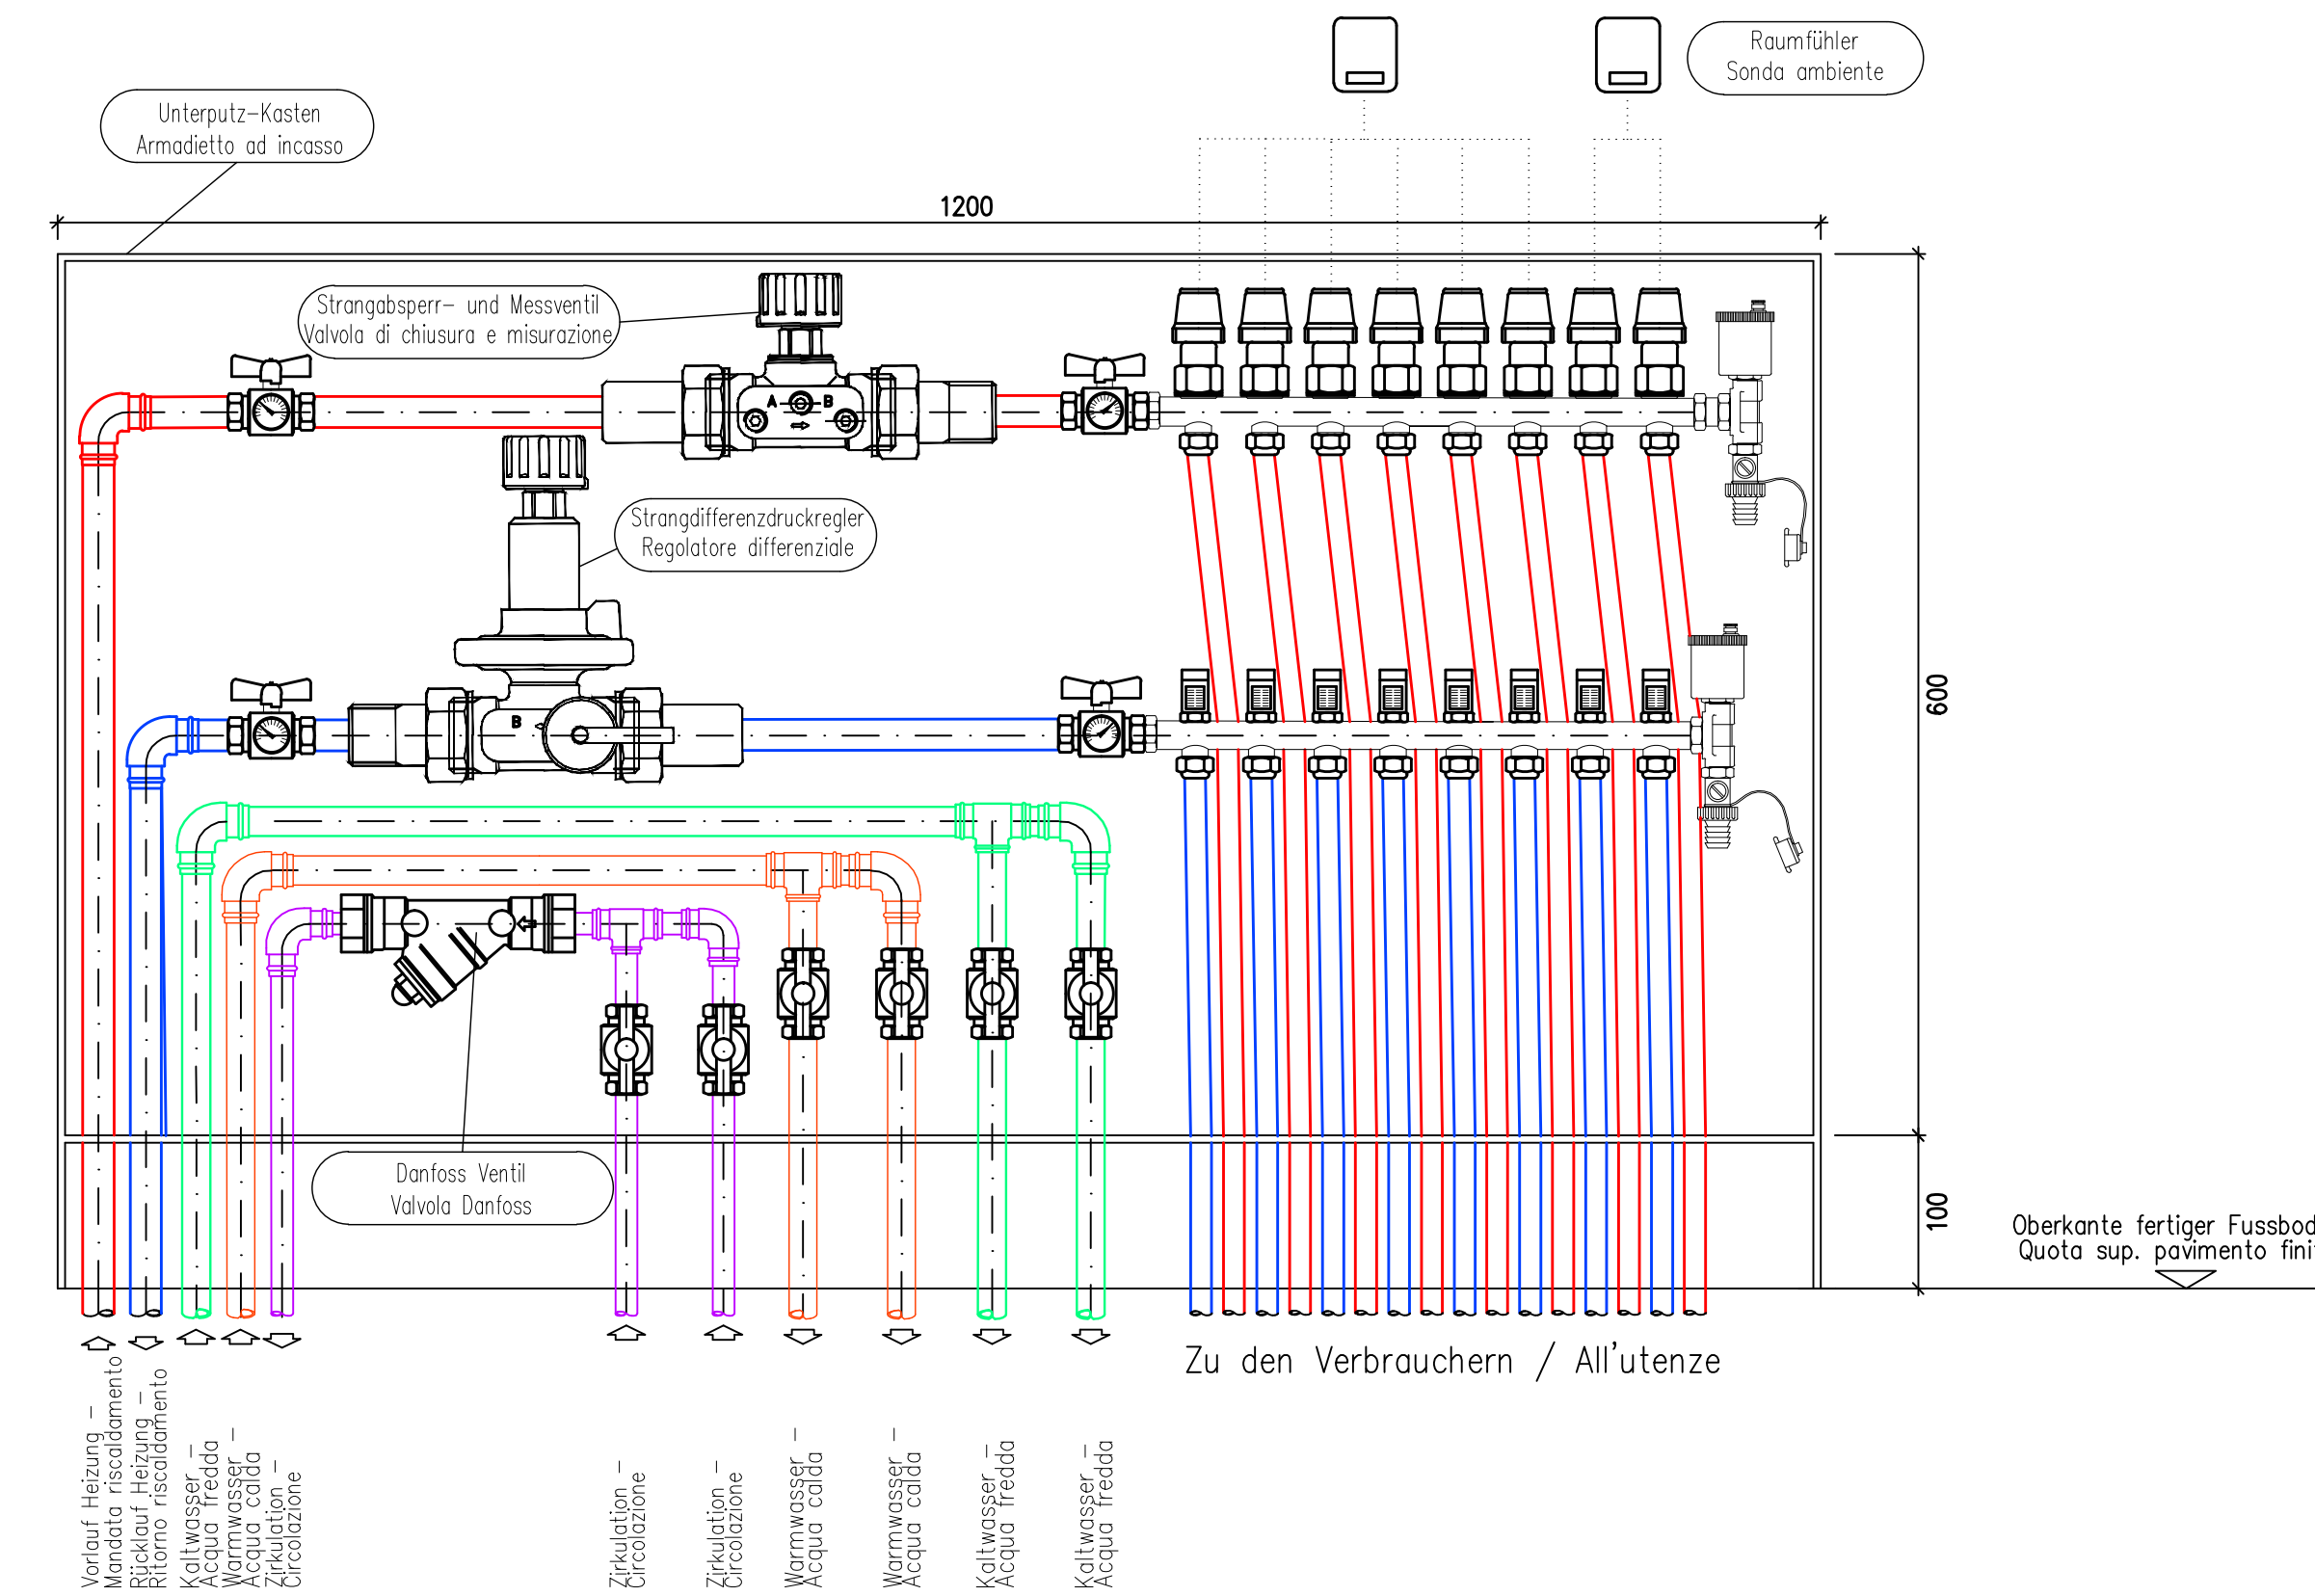 Raumfühler
Sonda ambiente
Unterputz-Kasten
Armadietto ad incasso
1200
Strangabsperr- und Messventil
Valvola di chiusura e misurazione
A B
Strangdifferenzdruckregler
Regolatore differenziale
600
B
Danfoss Ventil
Valvola Danfoss
100
Oberkante fertiger Fussbod
Quota sup. pavimento fini
Zu den Verbrauchern / All'utenze
Vorlauf Heizung -
Mandata riscaldamento
Rücklauf Heizung -
Ritorno riscaldamento
Kaltwasser -
Acqua fredda
Warmwasser -
Acqua calda
Zirkulation -
Circolazione
Zirkulation -
Circolazione
Zirkulation -
Circolazione
Warmwasser -
Acqua calda
Warmwasser -
Acqua calda
Kaltwasser -
Acqua fredda
Kaltwasser -
Acqua fredda